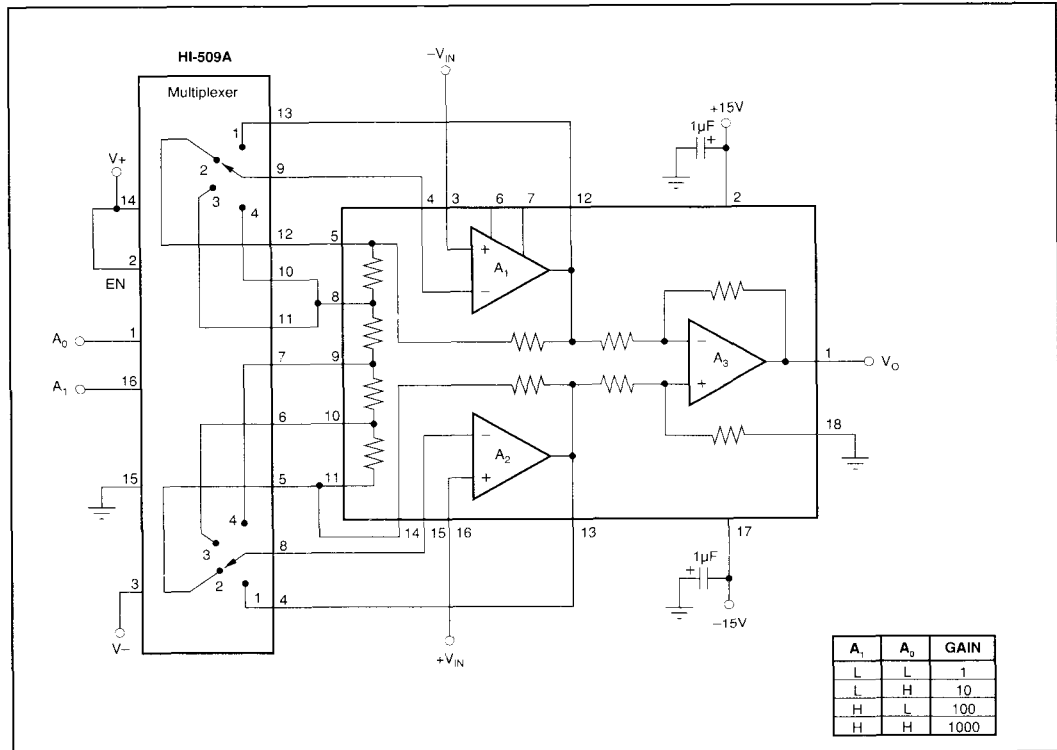 HI-509A
Multiplexer
−V_IN
+15V
1µF
+
V+
14
2
EN
A₀
1
A₁
16
15
3
V−
1
2
3
4
13
9
12
10
11
7
6
5
8
4
4
3
2
1
5
8
9
10
11
4
3
6
7
12
2
+
A₁
−
−
A₂
+
−
A₃
+
1
V_O
18
14
15
16
13
17
+V_IN
1µF
+
−15V
A₁ A₀ GAIN
L L 1
L H 10
H L 100
H H 1000